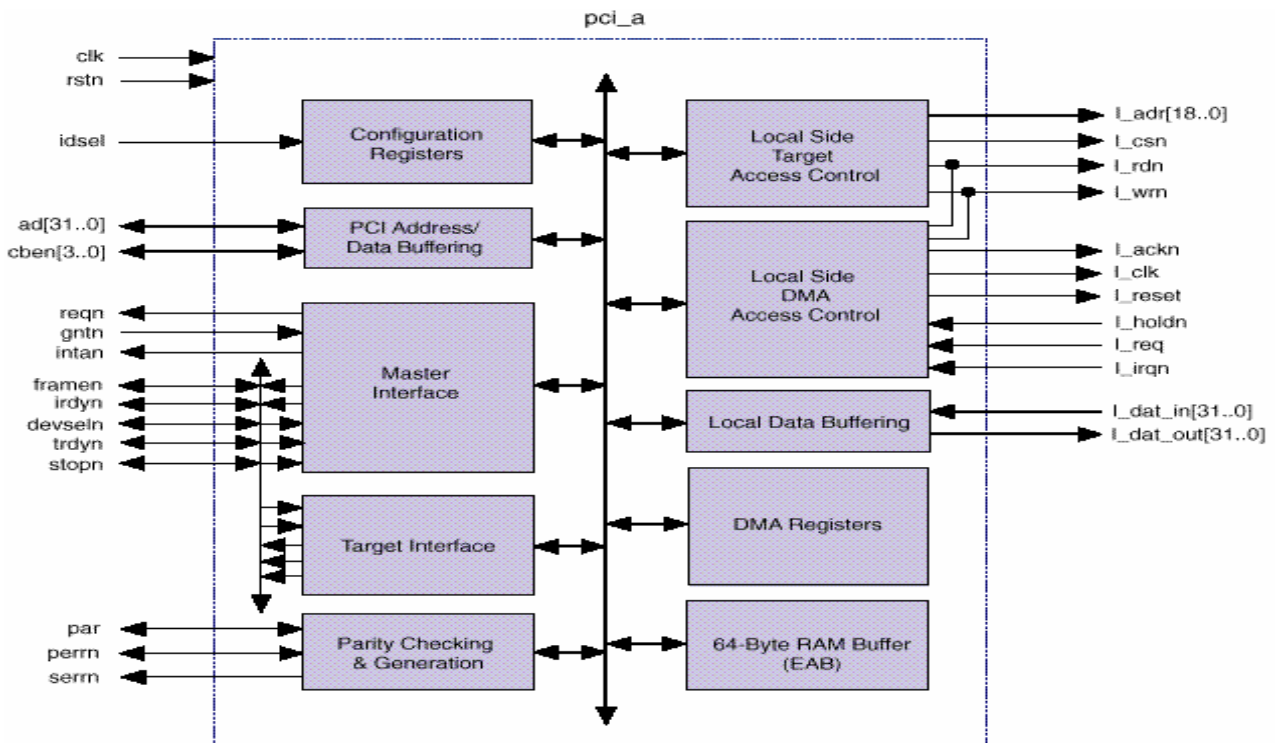 pci_a
clk
rstn
idsel
ad[31..0]
cben[3..0]
reqn
gntn
intan
framen
irdyn
devseln
trdyn
stopn
par
perrn
serrn
Configuration
Registers
PCI Address/
Data Buffering
Master
Interface
Target Interface
Parity Checking
& Generation
Local Side
Target
Access Control
Local Side
DMA
Access Control
Local Data Buffering
DMA Registers
64-Byte RAM Buffer
(EAB)
l_adr[18..0]
l_csn
l_rdn
l_wrn
l_ackn
l_clk
l_reset
l_holdn
l_req
l_irqn
l_dat_in[31..0]
l_dat_out[31..0]